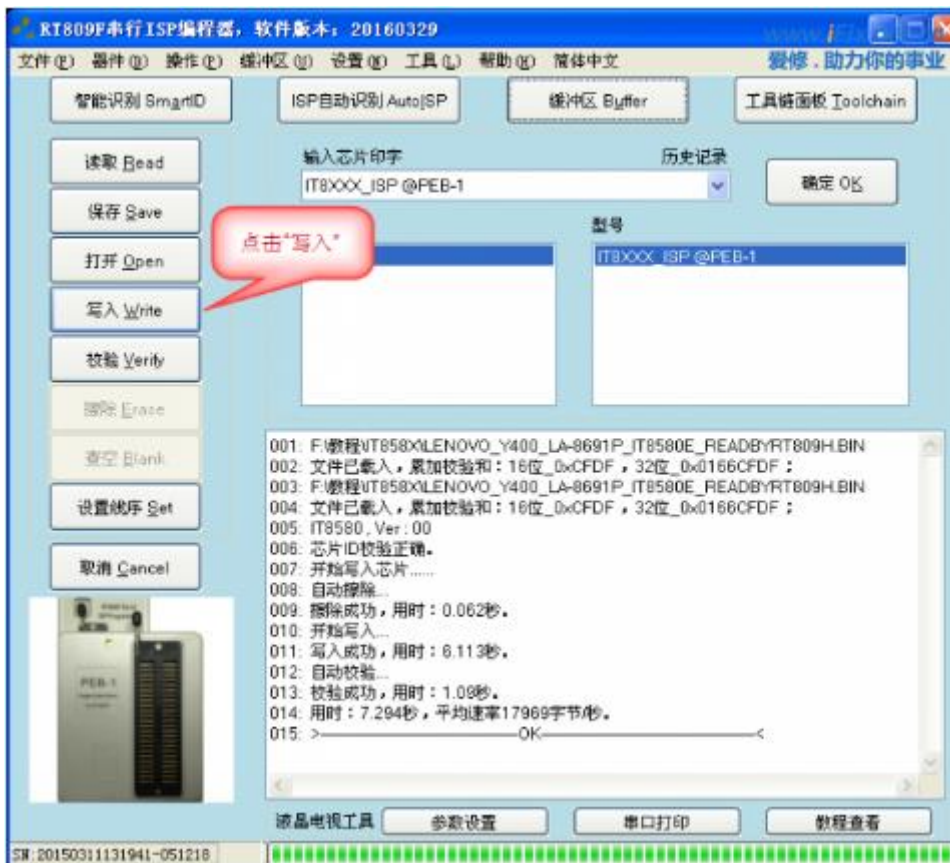 RT809F串行ISP编程器，软件版本：20160329
文件(F) 器件(D) 操作(P) 缓冲区(U) 设置(W) 工具(L) 帮助(H) 简体中文
爱修.助力你的事业
智能识别 SmartID
ISP自动识别 AutoISP
缓冲区 Buffer
工具链面板 Toolchain
读取 Read
保存 Save
打开 Open
写入 Write
校验 Verify
擦除 Erase
查空 Blank
设置线序 Set
取消 Cancel
输入芯片印字
历史记录
IT8XXX_ISP @PEB-1
确定 OK
点击"写入"
型号
IT8XXX_ISP @PEB-1
001: F:\教程\IT858X\LENOVO_Y400_LA-8691P_IT8580E_READBYRT809H.BIN
002: 文件已载入，累加校验和：16位_0xCFDF，32位_0x0166CFDF；
003: F:\教程\IT858X\LENOVO_Y400_LA-8691P_IT8580E_READBYRT809H.BIN
004: 文件已载入，累加校验和：16位_0xCFDF，32位_0x0166CFDF；
005: IT8580, Ver: 00
006: 芯片ID校验正确。
007: 开始写入芯片......
008: 自动擦除...
009: 擦除成功，用时：0.062秒。
010: 开始写入...
011: 写入成功，用时：6.113秒。
012: 自动校验...
013: 校验成功，用时：1.09秒。
014: 用时：7.294秒，平均速率17969字节/秒。
015: >————————OK————————<
PEB-1
液晶电视工具
参数设置
串口打印
教程查看
SN:20150311131941-051218